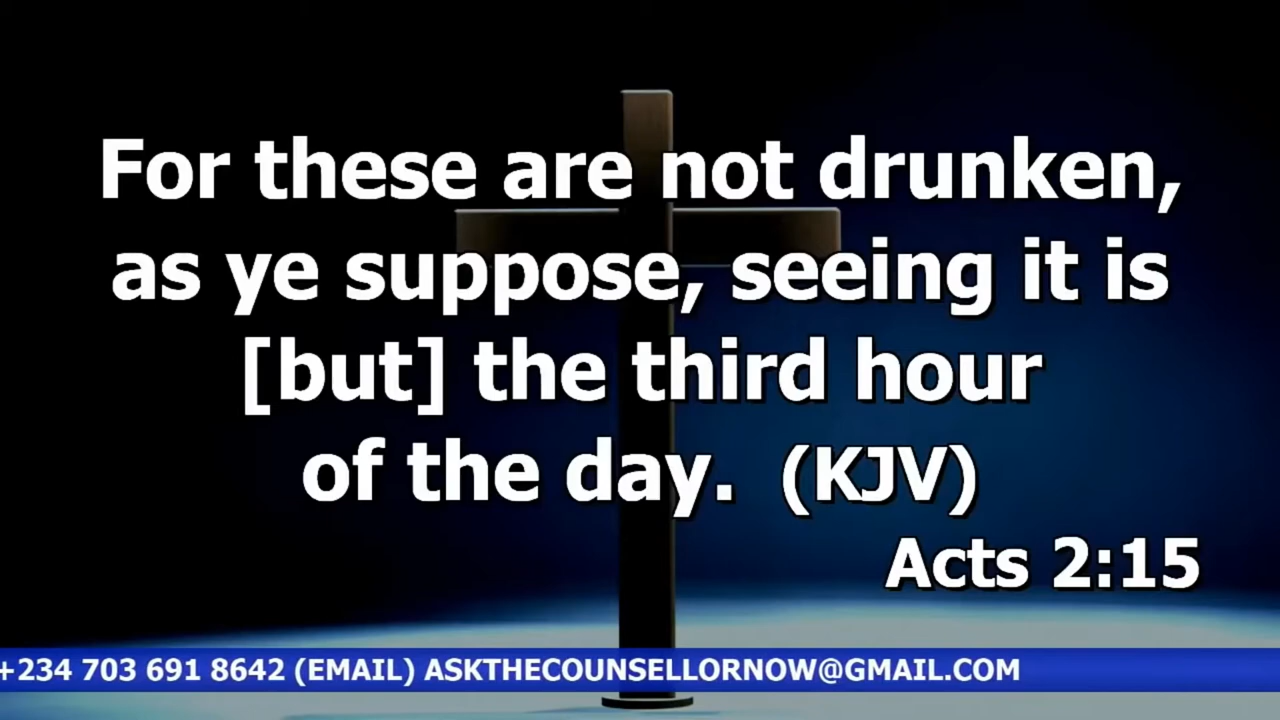 For these are not drunken,
as ye suppose, seeing it is
[but] the third hour
of the day. (KJV)
Acts 2:15
+234 703 691 8642 (EMAIL) ASKTHECOUNSELLORNOW@GMAIL.COM